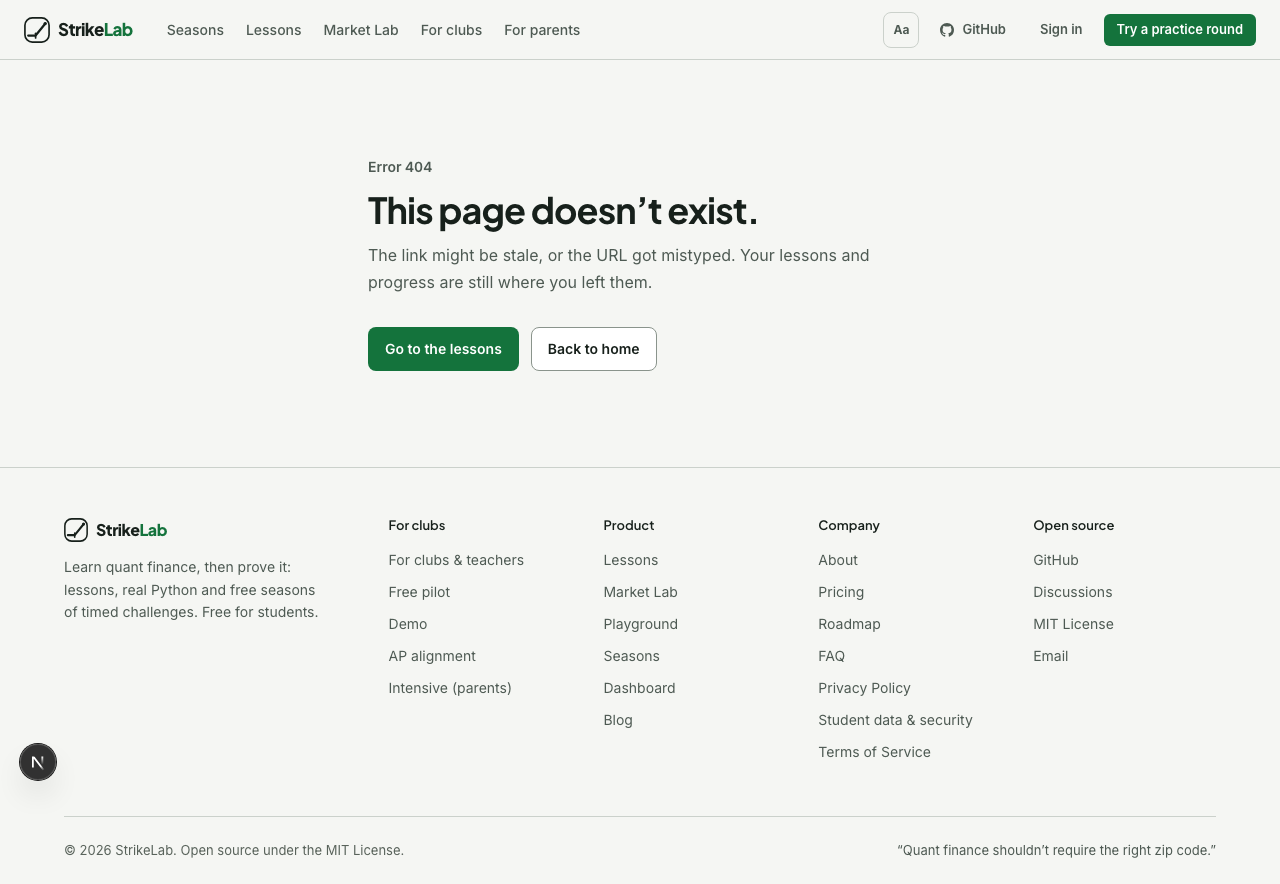 StrikeLab
Seasons
Lessons
Market Lab
For clubs
For parents
Aa
GitHub
Sign in
Try a practice round
Error 404
This page doesn’t exist.
The link might be stale, or the URL got mistyped. Your lessons and
progress are still where you left them.
Go to the lessons
Back to home
StrikeLab
Learn quant finance, then prove it:
lessons, real Python and free seasons
of timed challenges. Free for students.
For clubs
For clubs & teachers
Free pilot
Demo
AP alignment
Intensive (parents)
Product
Lessons
Market Lab
Playground
Seasons
Dashboard
Blog
Company
About
Pricing
Roadmap
FAQ
Privacy Policy
Student data & security
Terms of Service
Open source
GitHub
Discussions
MIT License
Email
N
© 2026 StrikeLab. Open source under the MIT License.
“Quant finance shouldn’t require the right zip code.”